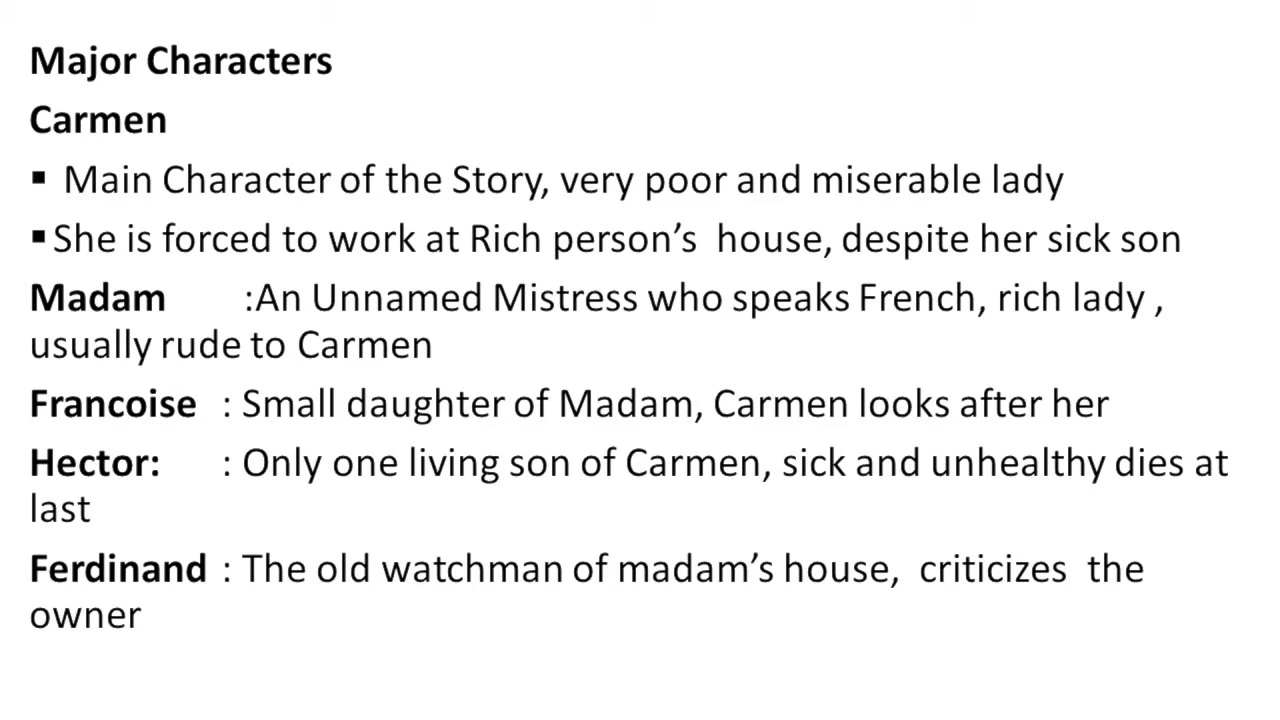 Major Characters
Carmen
▪ Main Character of the Story, very poor and miserable lady
▪She is forced to work at Rich person’s house, despite her sick son
Madam :An Unnamed Mistress who speaks French, rich lady ,
usually rude to Carmen
Francoise : Small daughter of Madam, Carmen looks after her
Hector: : Only one living son of Carmen, sick and unhealthy dies at
last
Ferdinand : The old watchman of madam’s house, criticizes the
owner